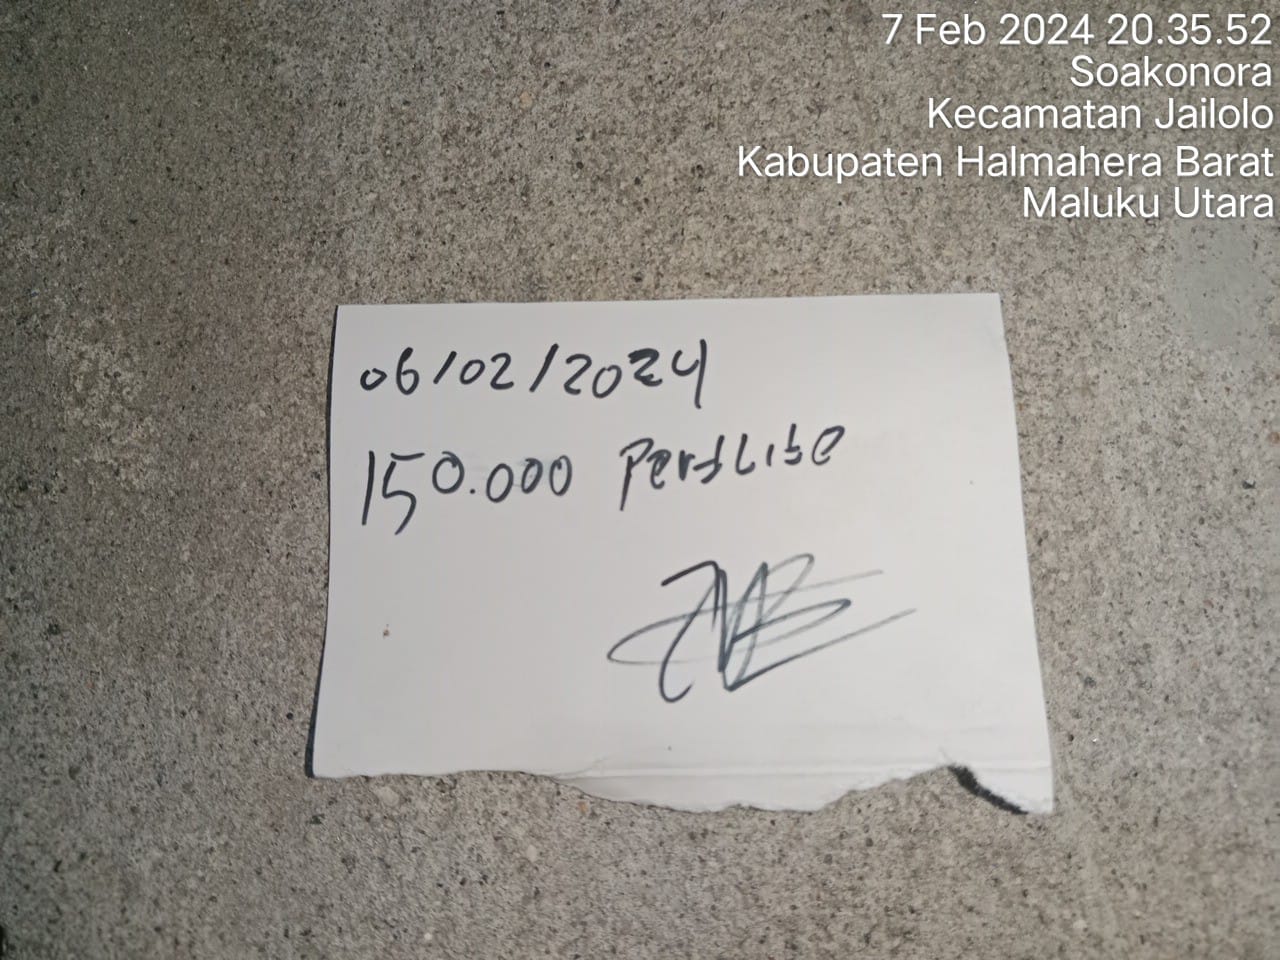 7 Feb 2024 20.35.52
Soakonora
Kecamatan Jailolo
Kabupaten Halmahera Barat
Maluku Utara
06/02/2024
150.000 Pertlite